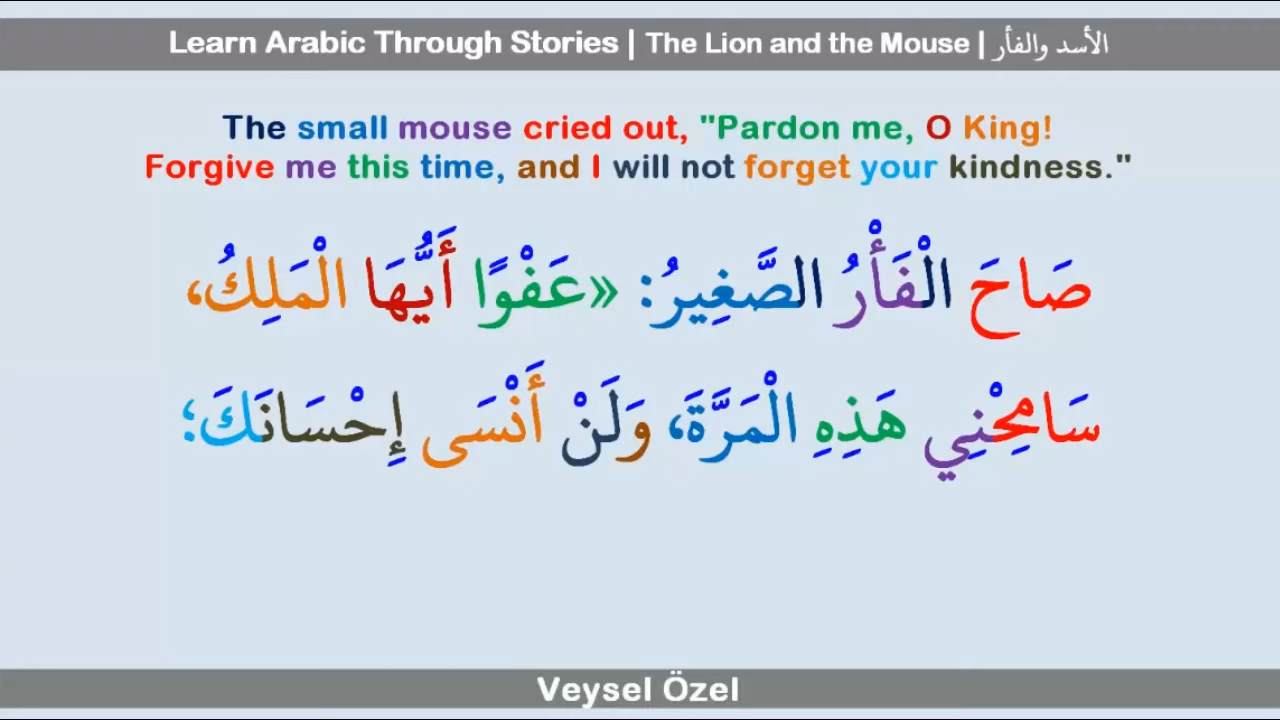 Learn Arabic Through Stories | The Lion and the Mouse | الأسد والفأر
The small mouse cried out, "Pardon me, O King!
Forgive me this time, and I will not forget your kindness."
صَاحَ الْفَأْرُ الصَّغِيرُ: «عَفْوًا أَيُّهَا الْمَلِكُ،
سَامِحْنِي هَذِهِ الْمَرَّةَ، وَلَنْ أَنْسَى إِحْسَانَكَ؛
Veysel Özel